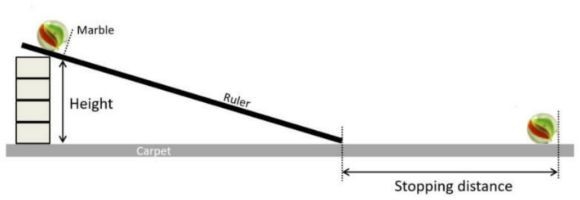 Marble
Height
Ruler
Carpet
Stopping distance